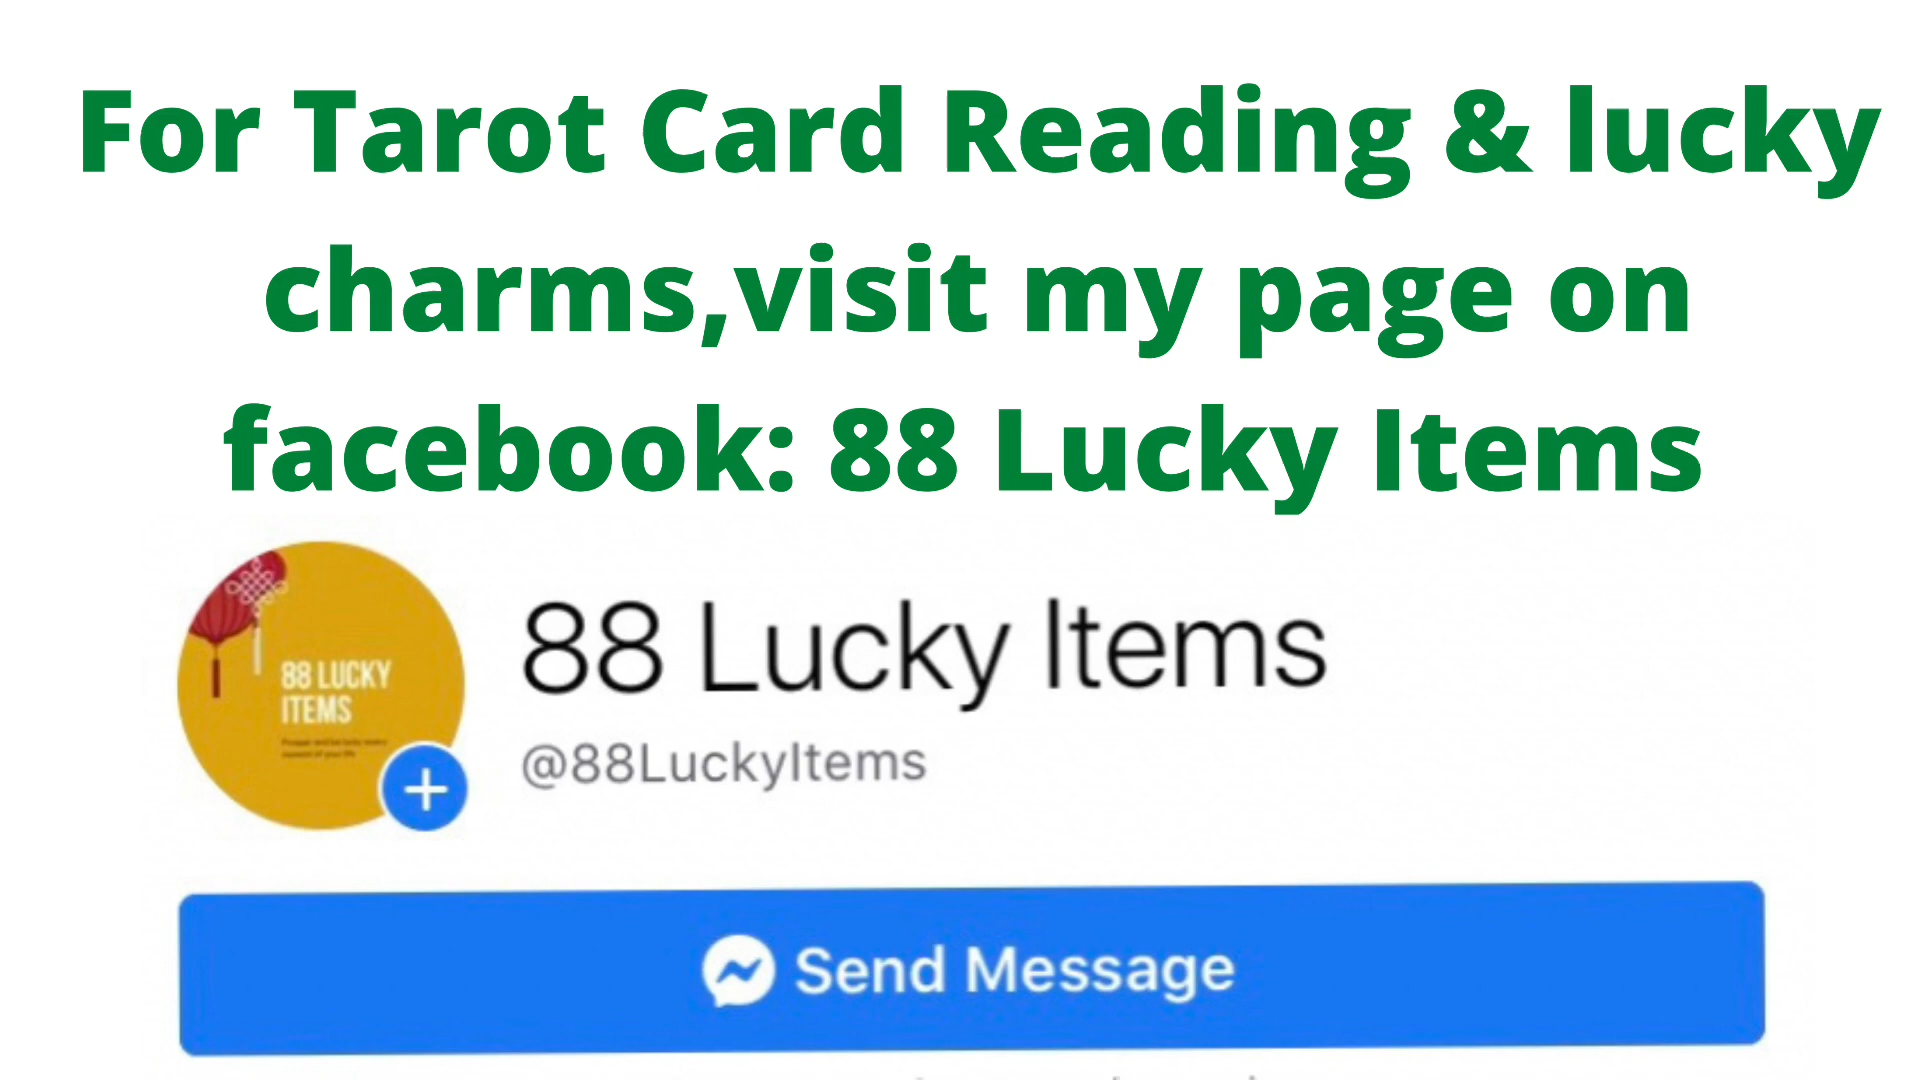 For Tarot Card Reading & lucky
charms,visit my page on
facebook: 88 Lucky Items
88 LUCKY
ITEMS
88 Lucky Items
@88LuckyItems
Send Message